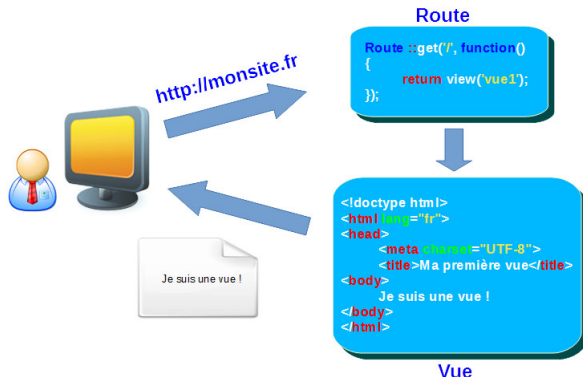 Route
http://monsite.fr
Route ::get('/', function()
{
return view('vue1');
});
<!doctype html>
<html lang="fr">
<head>
<meta charset="UTF-8">
<title>Ma première vue</title>
<body>
Je suis une vue !
</body>
</html>
Je suis une vue !
Vue